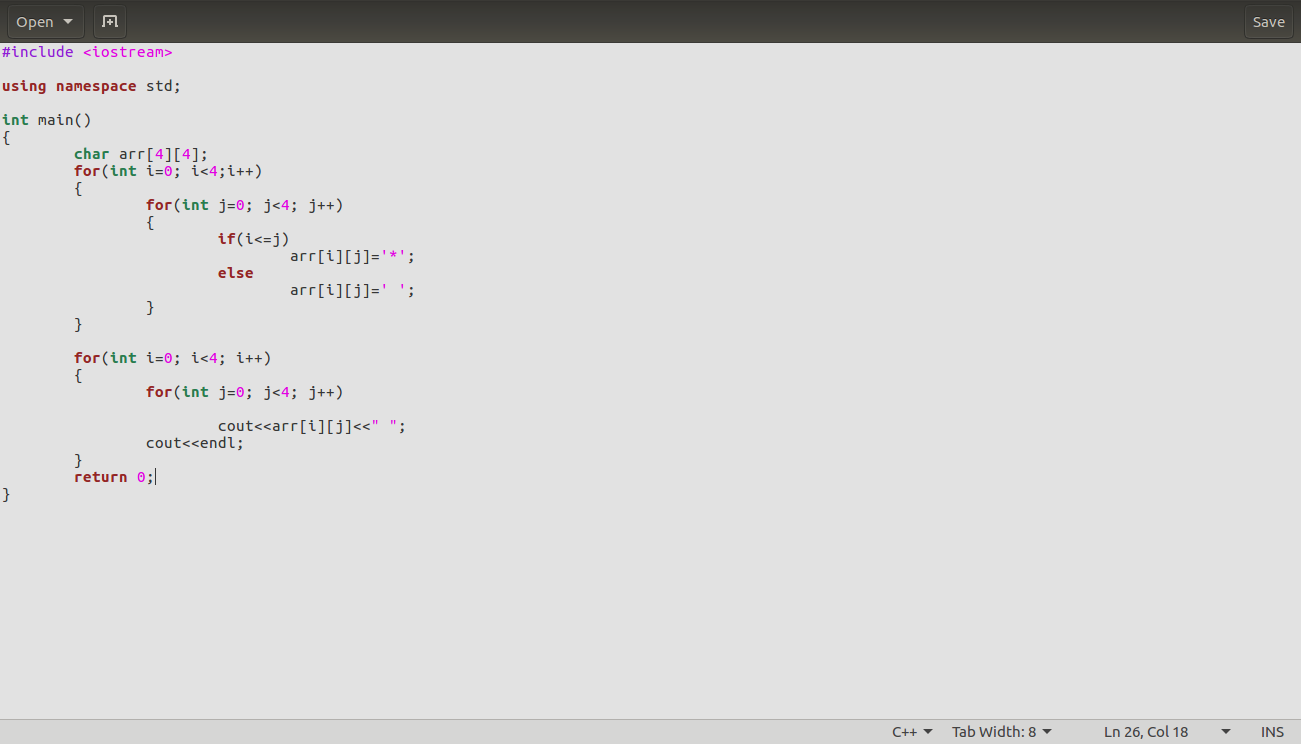 Open
Save
#include <iostream>
using namespace std;
int main()
{
        char arr[4][4];
        for(int i=0; i<4;i++)
        {
                for(int j=0; j<4; j++)
                {
                        if(i<=j)
                                arr[i][j]='*';
                        else
                                arr[i][j]=' ';
                }
        }
        for(int i=0; i<4; i++)
        {
                for(int j=0; j<4; j++)
                        cout<<arr[i][j]<<" ";
                cout<<endl;
        }
        return 0;
}
C++ Tab Width: 8 Ln 26, Col 18 INS